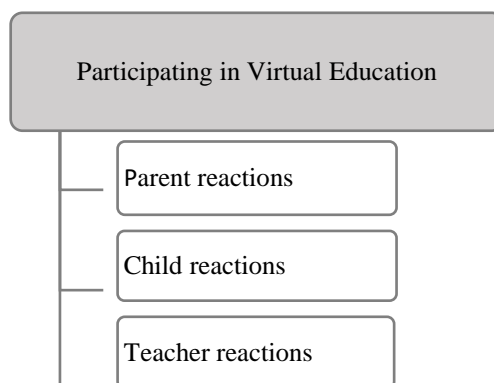 Participating in Virtual Education
Parent reactions
Child reactions
Teacher reactions